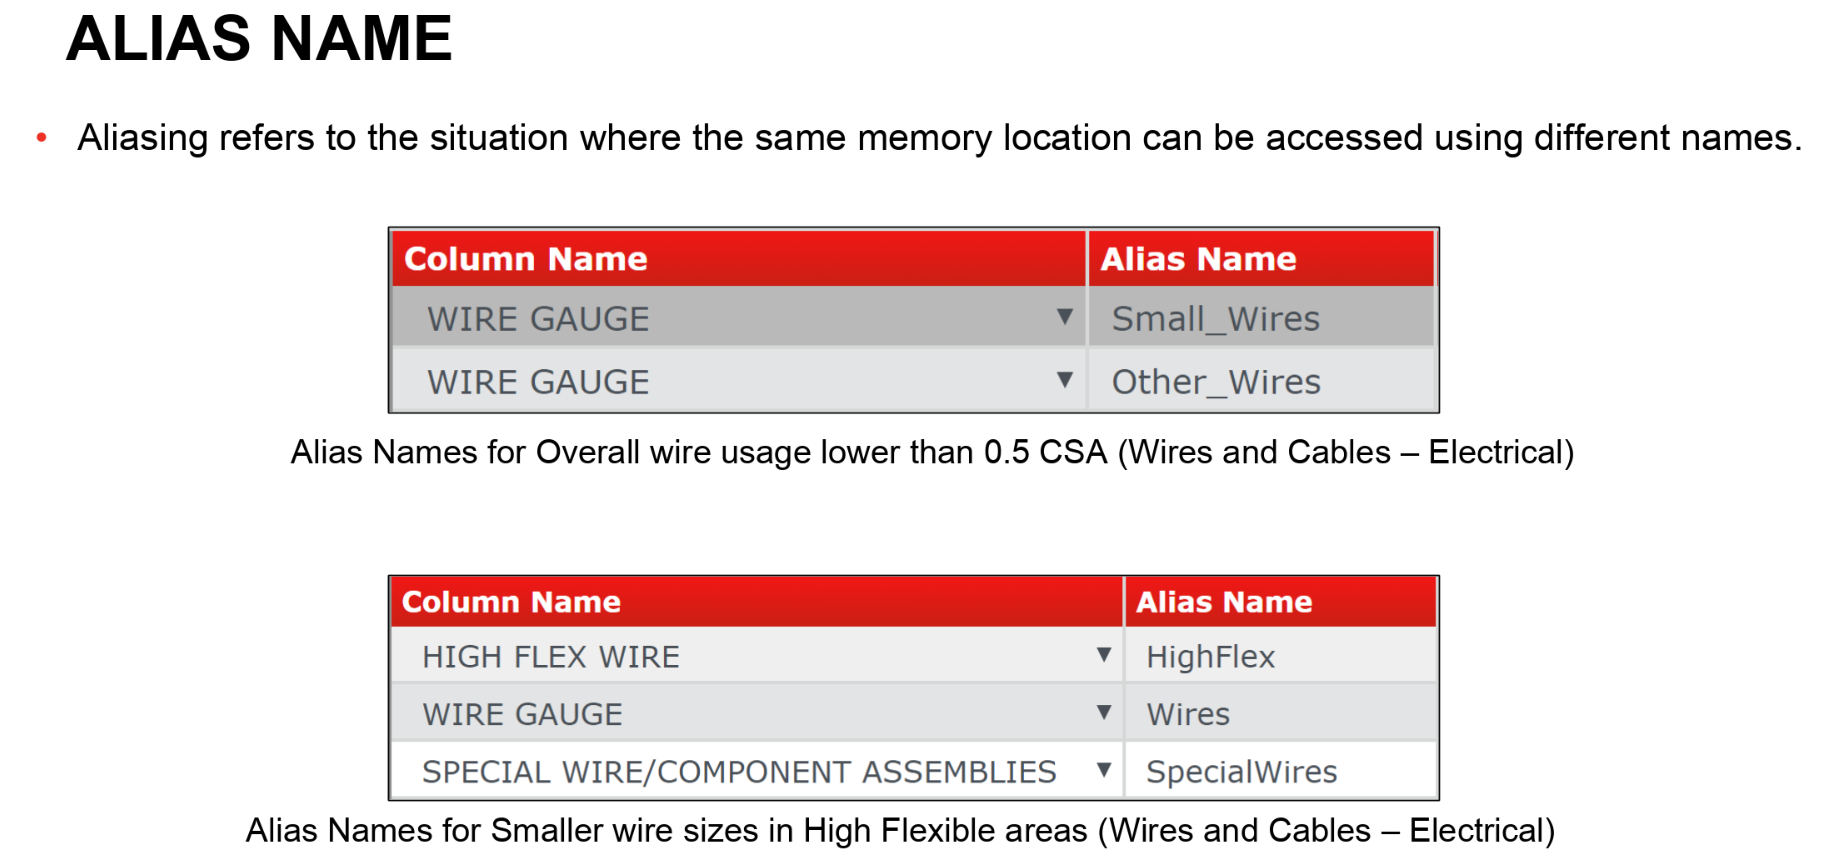 ALIAS NAME
• Aliasing refers to the situation where the same memory location can be accessed using different names.
Column Name Alias Name
WIRE GAUGE ▼ Small_Wires
WIRE GAUGE ▼ Other_Wires
Alias Names for Overall wire usage lower than 0.5 CSA (Wires and Cables – Electrical)
Column Name Alias Name
HIGH FLEX WIRE ▼ HighFlex
WIRE GAUGE ▼ Wires
SPECIAL WIRE/COMPONENT ASSEMBLIES ▼ SpecialWires
Alias Names for Smaller wire sizes in High Flexible areas (Wires and Cables – Electrical)